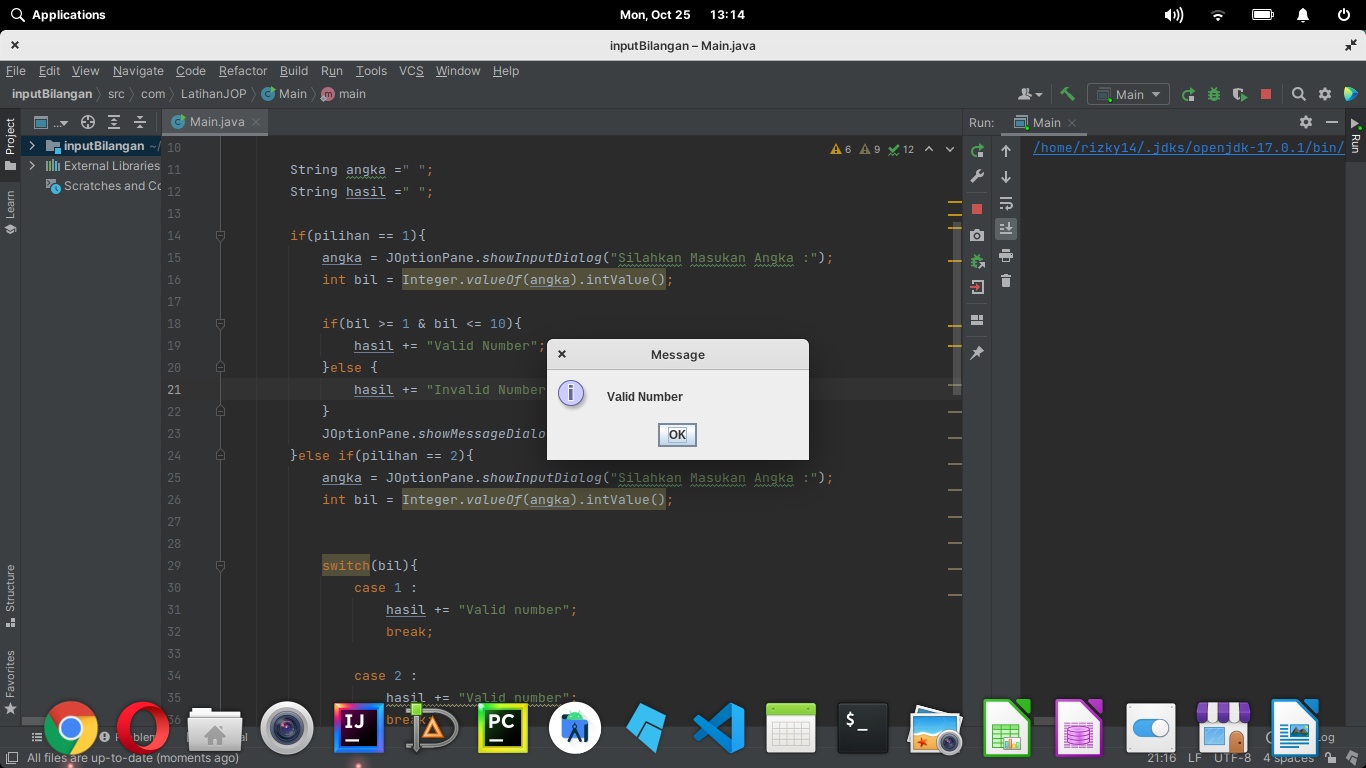 Applications
Mon, Oct 25 13:14
inputBilangan – Main.java
File Edit View Navigate Code Refactor Build Run Tools VCS Window Help
inputBilangan src com LatihanJOP Main main
Main
Project
Learn
Structure
Favorites
...
inputBilangan ~/
External Libraries
Scratches and Co
Main.java
6 9 12
10
11 String angka =" ";
12 String hasil =" ";
13
14 if(pilihan == 1){
15 angka = JOptionPane.showInputDialog("Silahkan Masukan Angka :");
16 int bil = Integer.valueOf(angka).intValue();
17
18 if(bil >= 1 & bil <= 10){
19 hasil += "Valid Number";
20 }else {
21 hasil += "Invalid Number
22 }
23 JOptionPane.showMessageDialo
24 }else if(pilihan == 2){
25 angka = JOptionPane.showInputDialog("Silahkan Masukan Angka :");
26 int bil = Integer.valueOf(angka).intValue();
27
28
29 switch(bil){
30 case 1 :
31 hasil += "Valid number";
32 break;
33
34 case 2 :
35 hasil += "Valid number";
36 break;
Message
Valid Number
OK
Run: Main
/home/rizky14/.jdks/openjdk-17.0.1/bin/
Run
IJ
PC
$ _
All files are up-to-date (moments ago)
21:16 LF UTF-8 4 spaces